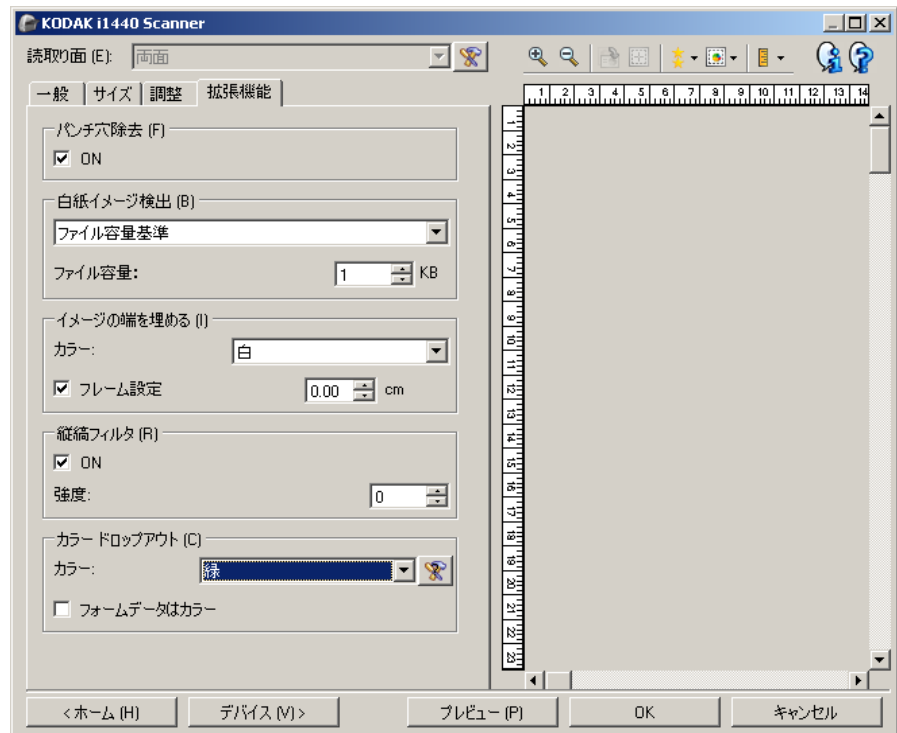 KODAK i1440 Scanner
読取り面 (E): 両面
一般 サイズ 調整 拡張機能
1 2 3 4 5 6 7 8 9 10 11 12 13 14
パンチ穴除去 (F)
ON
白紙イメージ検出 (B)
ファイル容量基準
ファイル容量: 1 KB
イメージの端を埋める (I)
カラー: 白
フレーム設定 0.00 cm
縦縞フィルタ (R)
ON
強度: 0
カラー ドロップアウト (C)
カラー: 緑
フォームデータはカラー
1
2
3
4
5
6
7
8
9
10
11
12
13
14
15
16
17
18
19
20
21
22
23
<ホーム (H) デバイス (V)> プレビュー (P) OK キャンセル